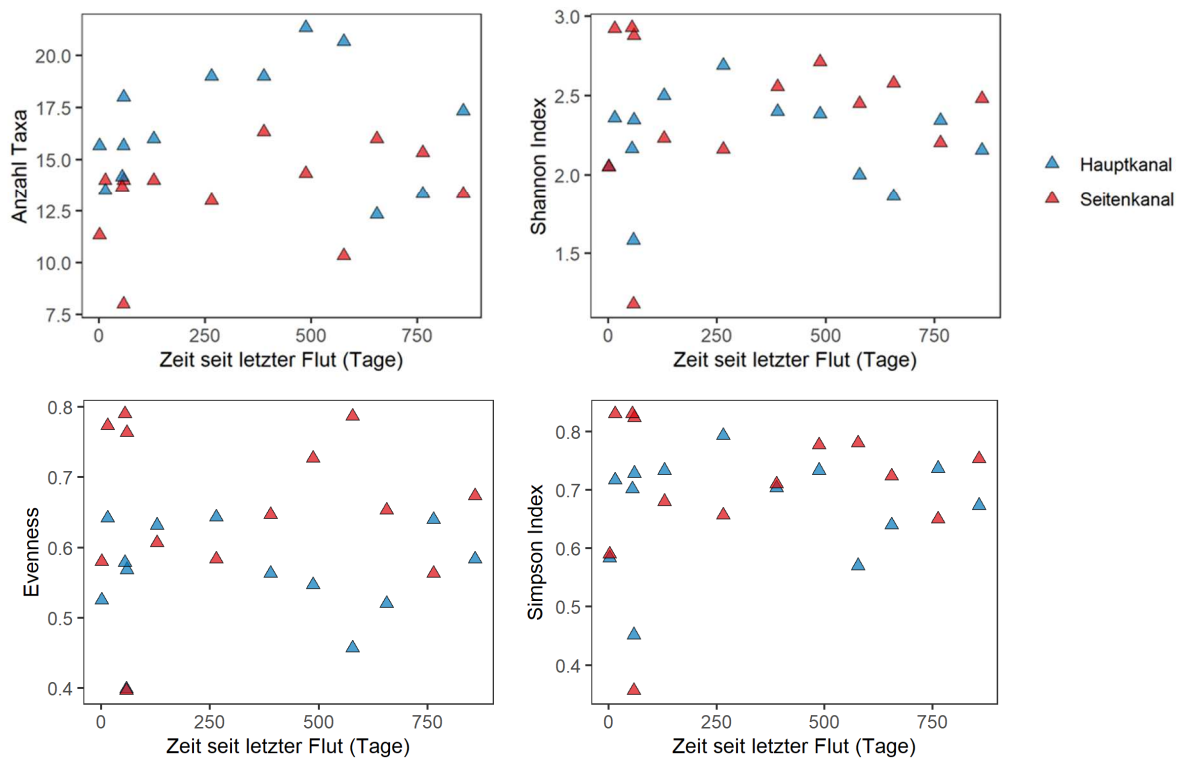 Anzahl Taxa
20.0
17.5
15.0
12.5
10.0
7.5
0 250 500 750
Zeit seit letzter Flut (Tage)
Shannon Index
3.0
2.5
2.0
1.5
0 250 500 750
Zeit seit letzter Flut (Tage)
Hauptkanal
Seitenkanal
Evenness
0.8
0.7
0.6
0.5
0.4
0 250 500 750
Zeit seit letzter Flut (Tage)
Simpson Index
0.8
0.7
0.6
0.5
0.4
0 250 500 750
Zeit seit letzter Flut (Tage)